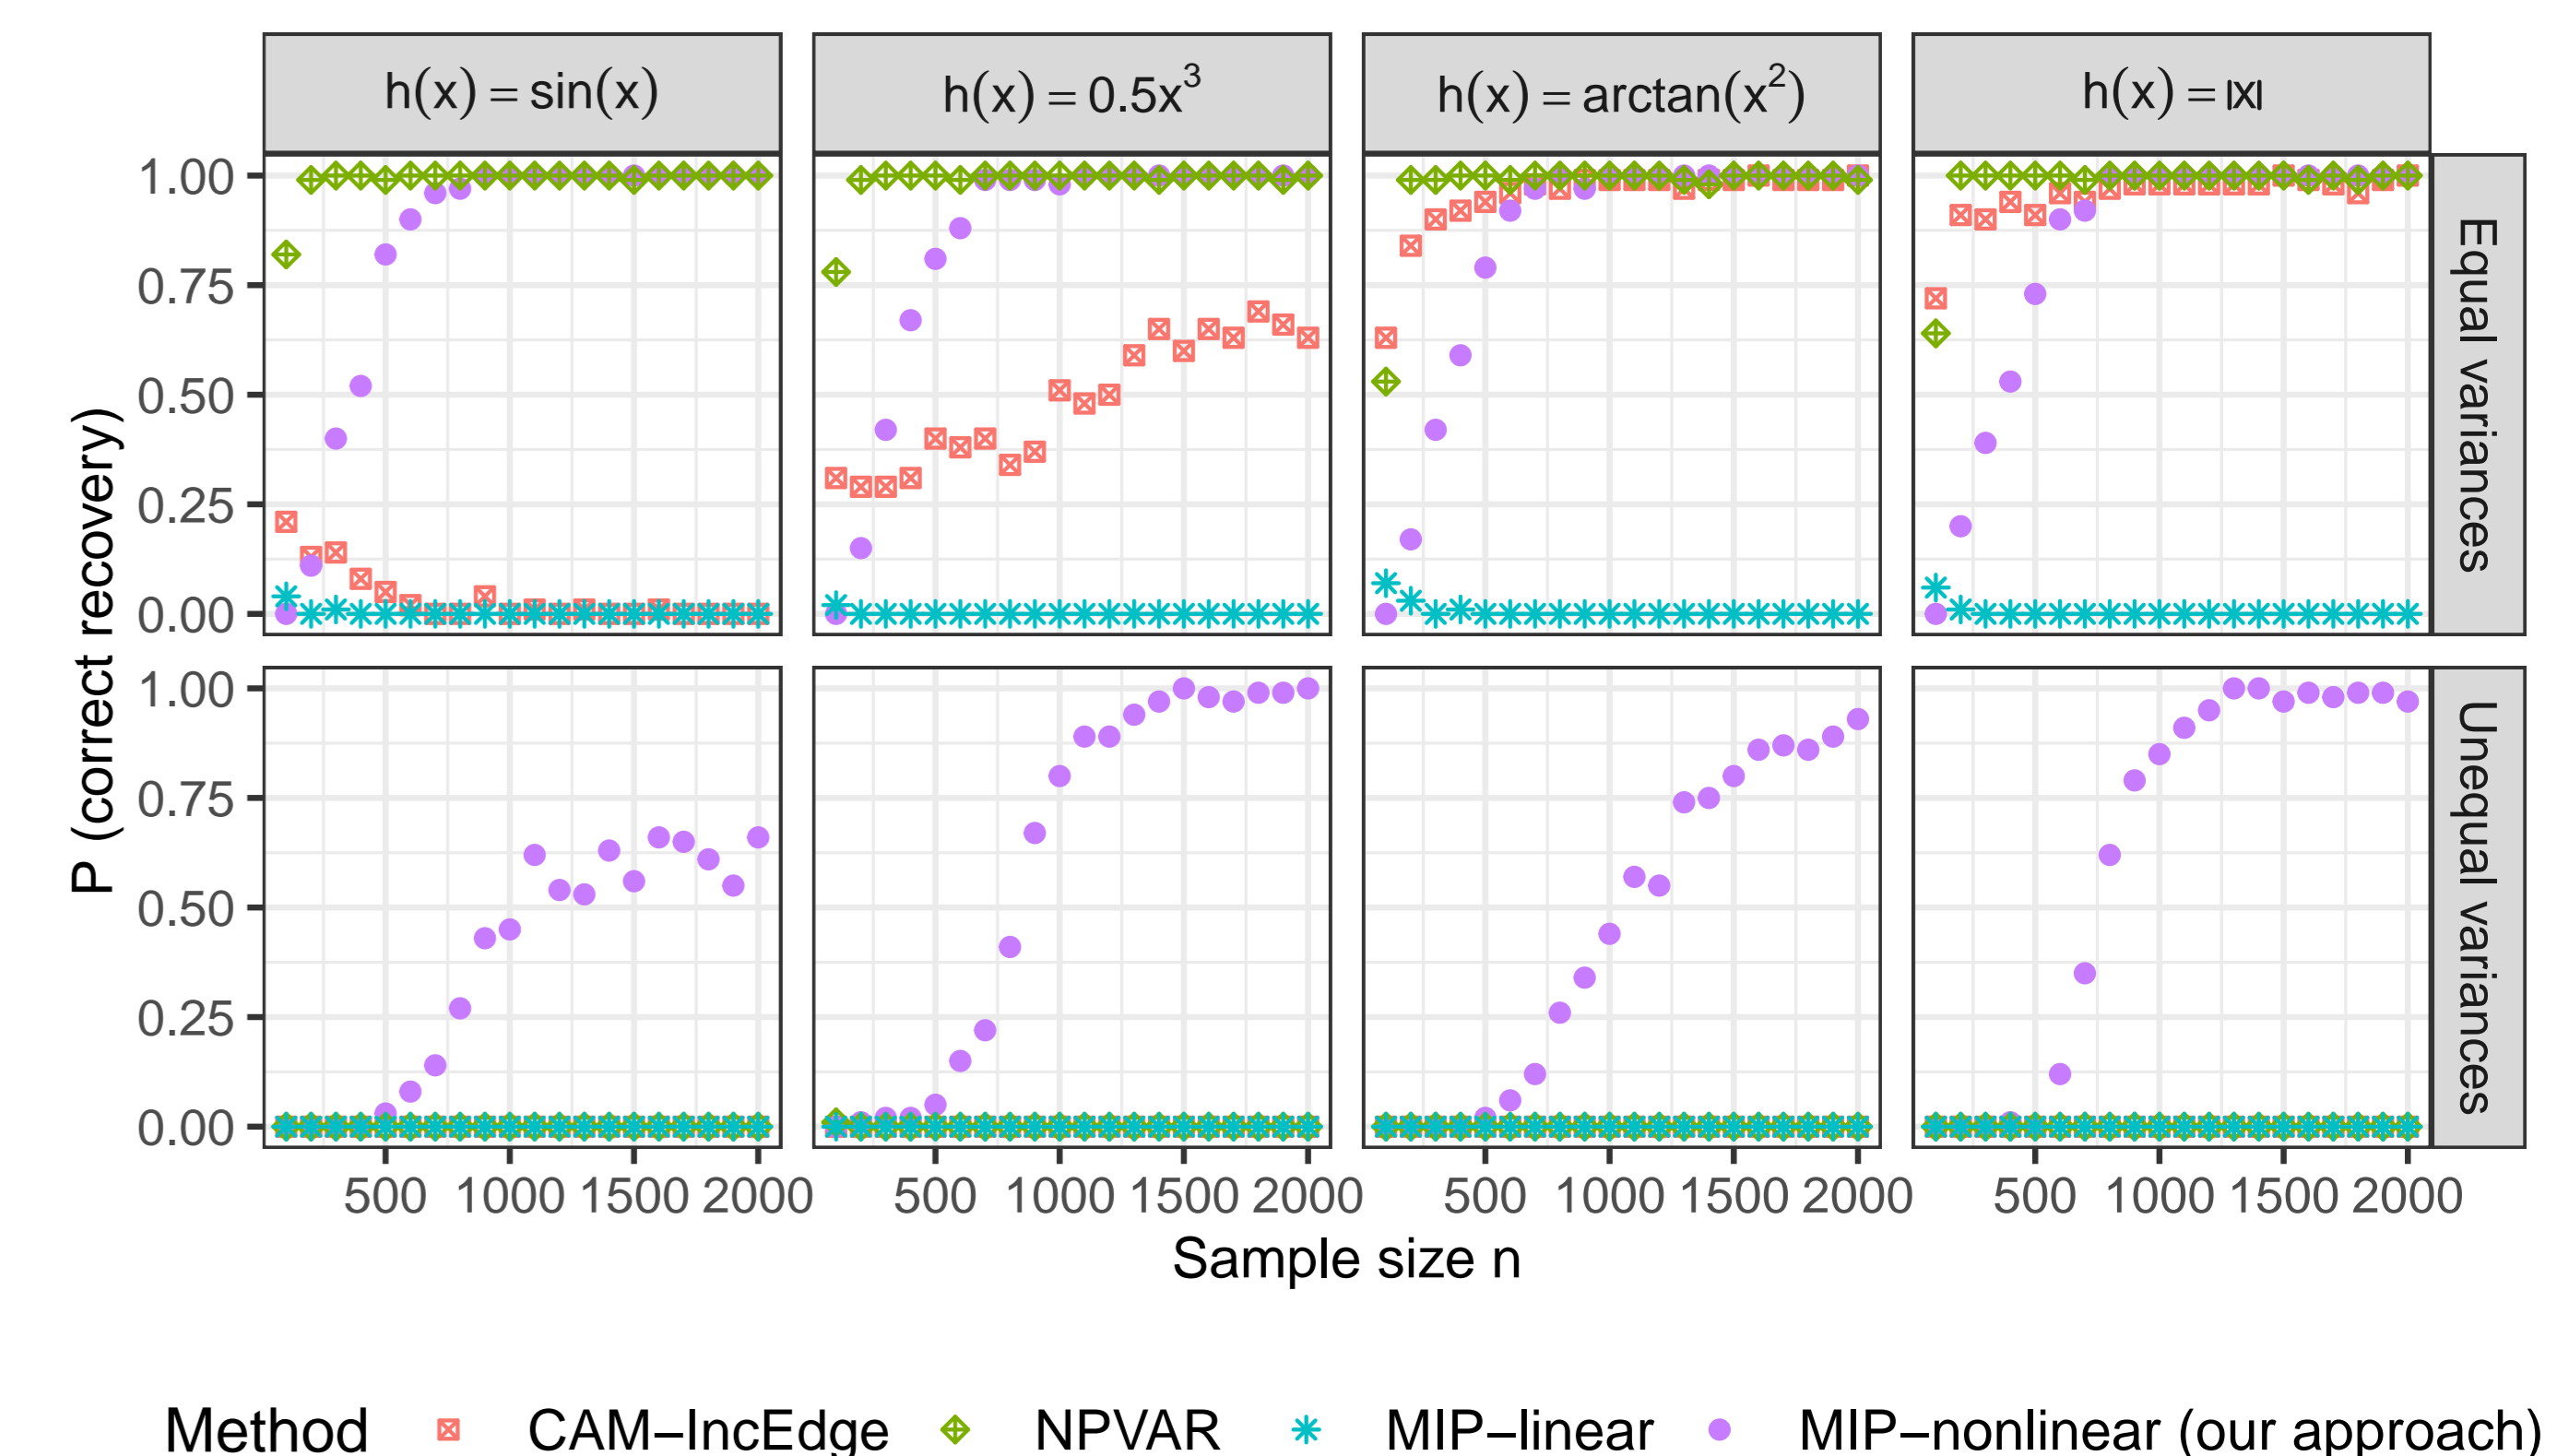 h(x) = sin(x)
h(x) = 0.5x³
h(x) = arctan(x²)
h(x) = |x|
1.00
0.75
0.50
0.25
0.00
Equal variances
1.00
0.75
0.50
0.25
0.00
Unequal variances
P (correct recovery)
500 1000 1500 2000
500 1000 1500 2000
500 1000 1500 2000
500 1000 1500 2000
Sample size n
Method CAM−IncEdge NPVAR MIP−linear MIP−nonlinear (our approach)